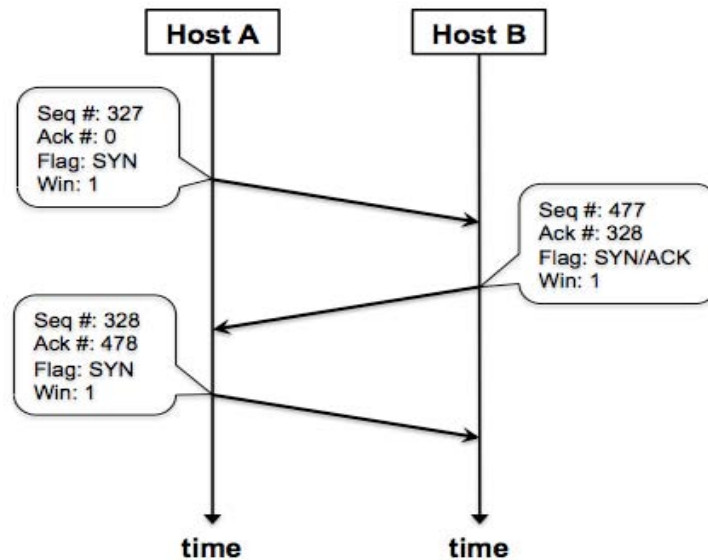 Host A
Host B
Seq #: 327
Ack #: 0
Flag: SYN
Win: 1
Seq #: 477
Ack #: 328
Flag: SYN/ACK
Win: 1
Seq #: 328
Ack #: 478
Flag: SYN
Win: 1
time
time